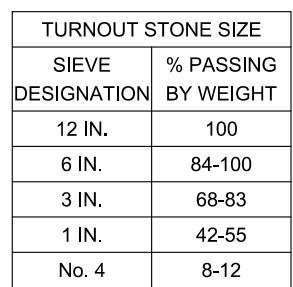 TURNOUT STONE SIZE
SIEVE DESIGNATION % PASSING BY WEIGHT
12 IN. 100
6 IN. 84-100
3 IN. 68-83
1 IN. 42-55
No. 4 8-12